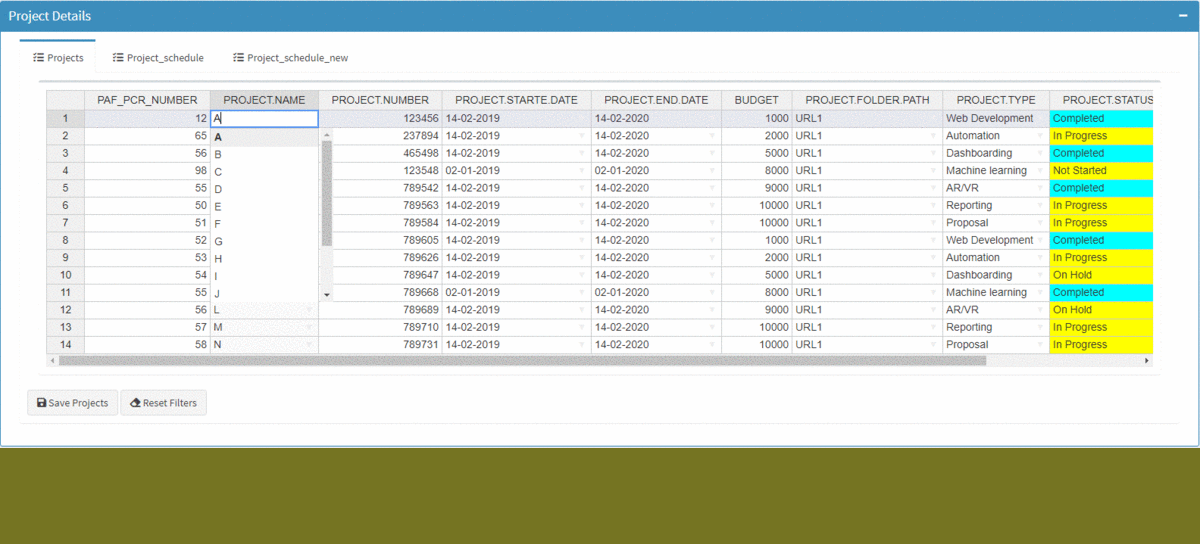 Project Details
Projects Project_schedule Project_schedule_new
PAF_PCR_NUMBER PROJECT.NAME PROJECT.NUMBER PROJECT.STARTE.DATE PROJECT.END.DATE BUDGET PROJECT.FOLDER.PATH PROJECT.TYPE PROJECT.STATUS
1 12 A 123456 14-02-2019 14-02-2020 1000 URL1 Web Development Completed
2 65 A 237894 14-02-2019 14-02-2020 2000 URL1 Automation In Progress
3 56 B 465498 14-02-2019 14-02-2020 5000 URL1 Dashboarding Completed
4 98 C 123548 02-01-2019 02-01-2020 8000 URL1 Machine learning Not Started
5 55 D 789542 14-02-2019 14-02-2020 9000 URL1 AR/VR Completed
6 50 E 789563 14-02-2019 14-02-2020 10000 URL1 Reporting In Progress
7 51 F 789584 14-02-2019 14-02-2020 10000 URL1 Proposal In Progress
8 52 G 789605 14-02-2019 14-02-2020 1000 URL1 Web Development Completed
9 53 H 789626 14-02-2019 14-02-2020 2000 URL1 Automation In Progress
10 54 I 789647 14-02-2019 14-02-2020 5000 URL1 Dashboarding On Hold
11 55 J 789668 02-01-2019 02-01-2020 8000 URL1 Machine learning Completed
12 56 L 789689 14-02-2019 14-02-2020 9000 URL1 AR/VR On Hold
13 57 M 789710 14-02-2019 14-02-2020 10000 URL1 Reporting In Progress
14 58 N 789731 14-02-2019 14-02-2020 10000 URL1 Proposal In Progress
Save Projects Reset Filters